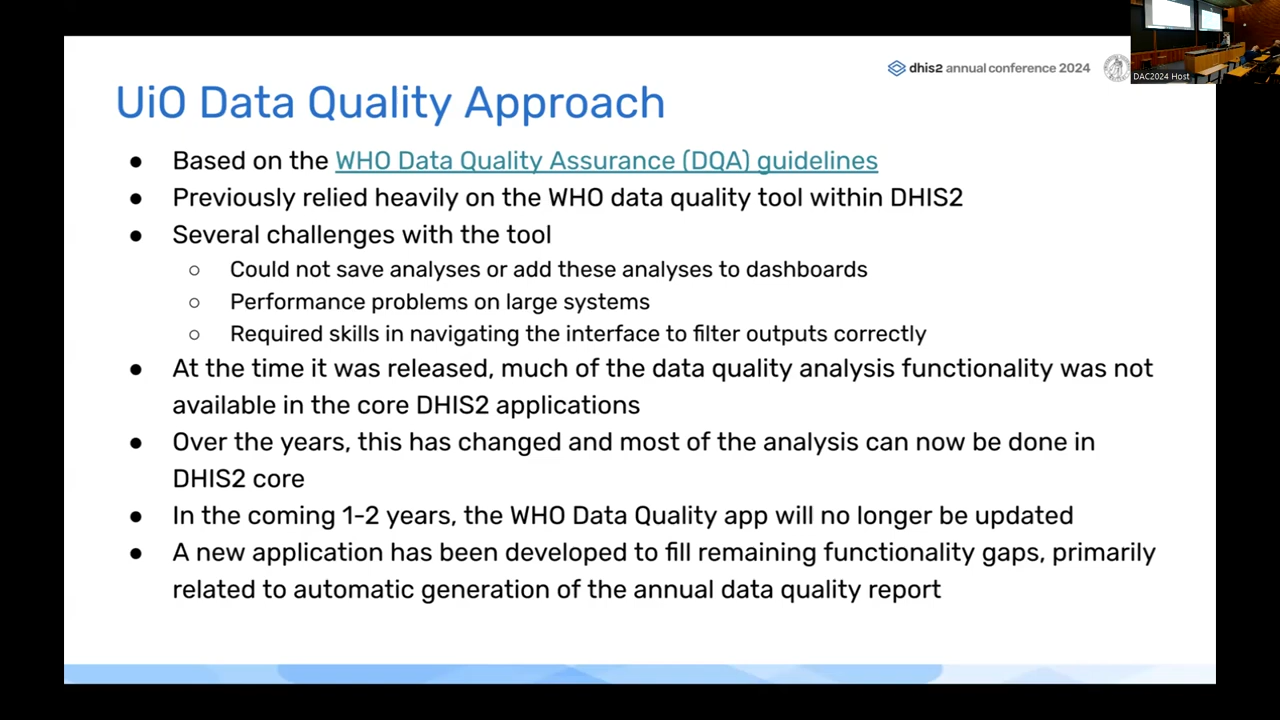 dhis2 annual conference 2024
DAC2024 Host
UiO Data Quality Approach
● Based on the WHO Data Quality Assurance (DQA) guidelines
● Previously relied heavily on the WHO data quality tool within DHIS2
● Several challenges with the tool
○ Could not save analyses or add these analyses to dashboards
○ Performance problems on large systems
○ Required skills in navigating the interface to filter outputs correctly
● At the time it was released, much of the data quality analysis functionality was not
available in the core DHIS2 applications
● Over the years, this has changed and most of the analysis can now be done in
DHIS2 core
● In the coming 1-2 years, the WHO Data Quality app will no longer be updated
● A new application has been developed to fill remaining functionality gaps, primarily
related to automatic generation of the annual data quality report